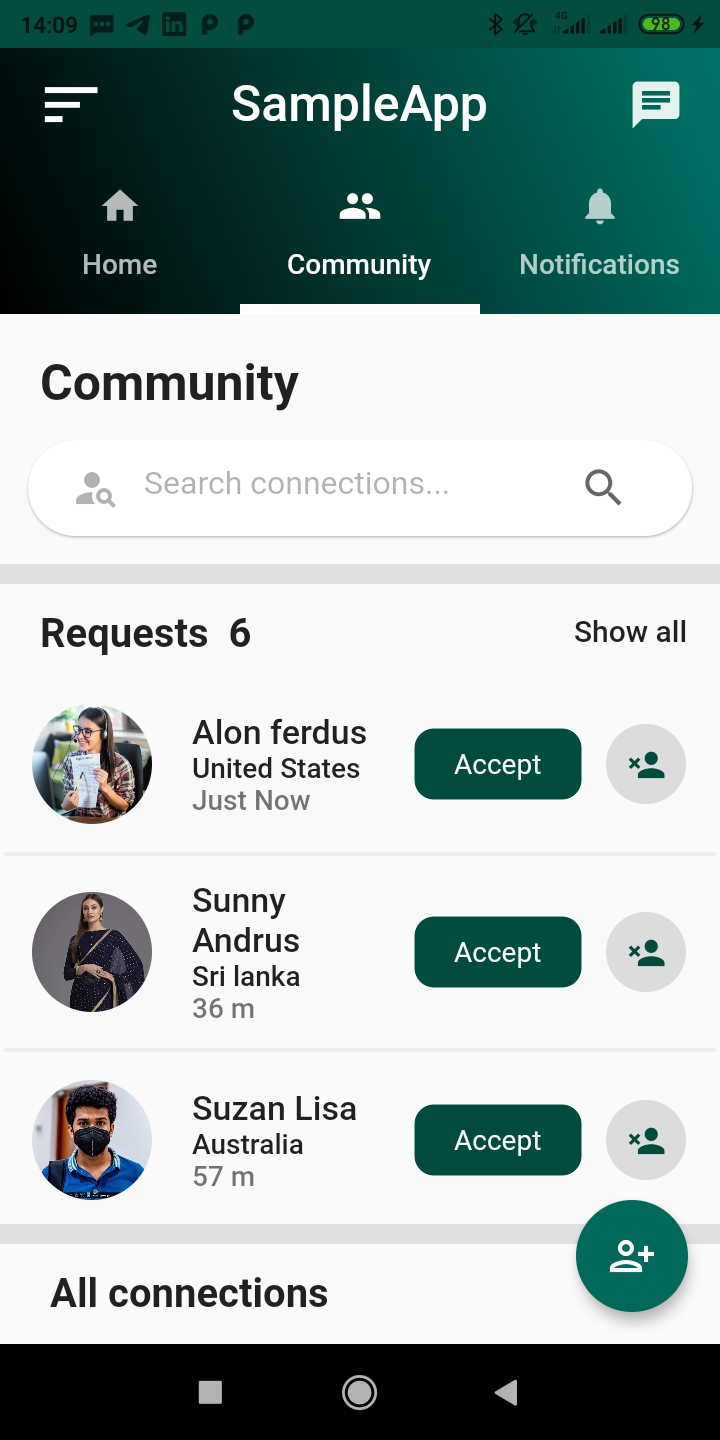 14:09
4G
98
SampleApp
Home
Community
Notifications
Community
Search connections...
Requests 6
Show all
Alon ferdus
United States
Just Now
Accept
Sunny
Andrus
Sri lanka
36 m
Accept
Suzan Lisa
Australia
57 m
Accept
All connections